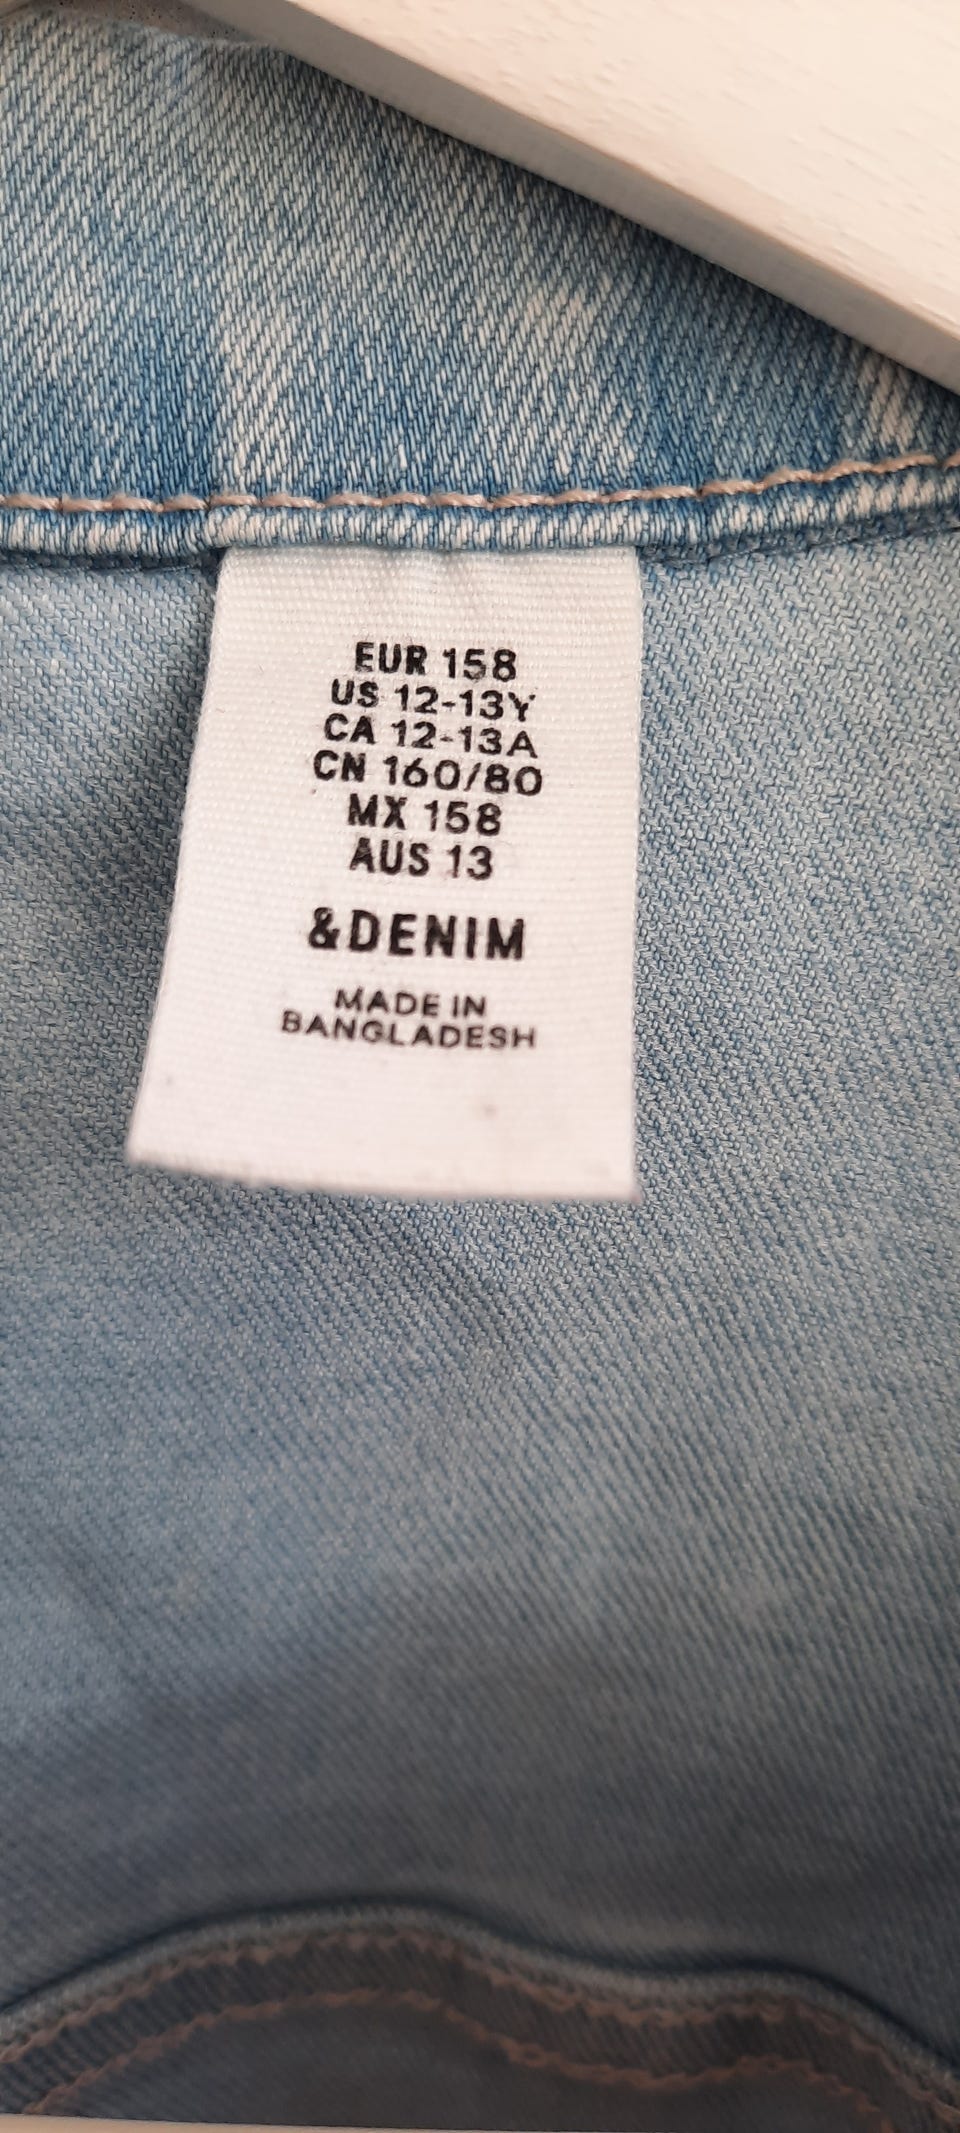 EUR 158
US 12-13Y
CA 12-13A
CN 160/80
MX 158
AUS 13
&DENIM
MADE IN
BANGLADESH